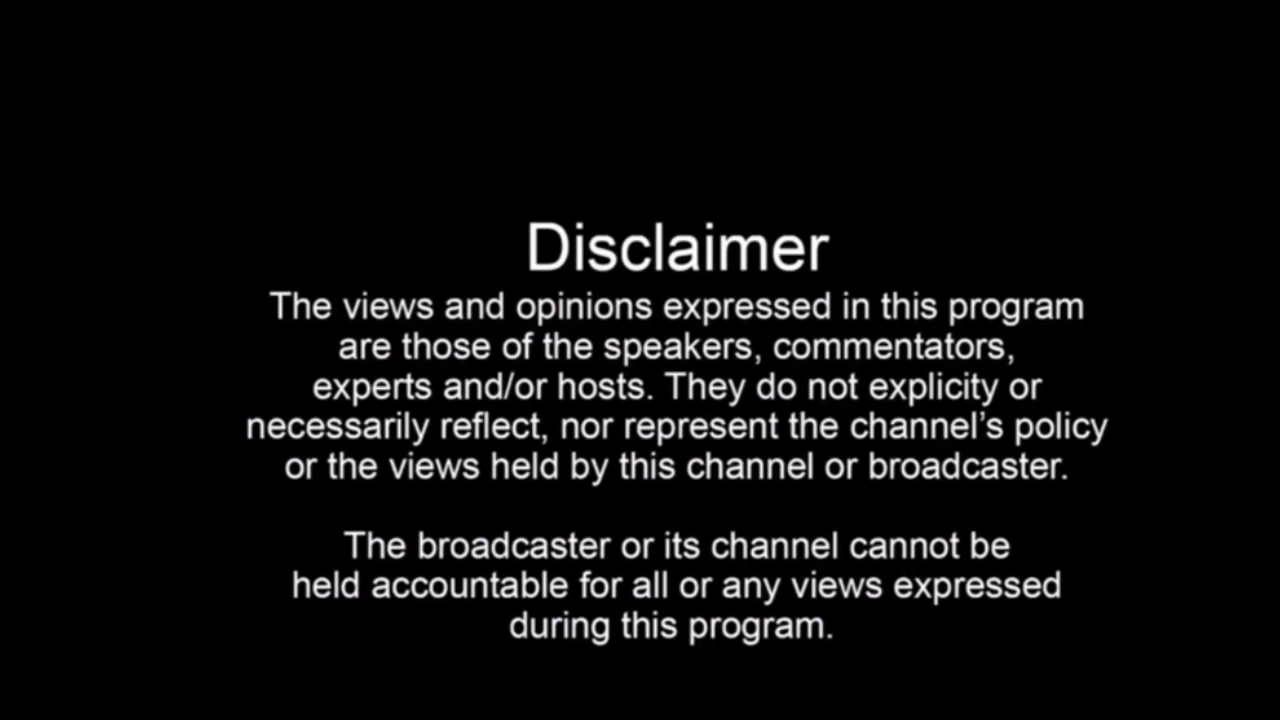 Disclaimer
The views and opinions expressed in this program
are those of the speakers, commentators,
experts and/or hosts. They do not explicity or
necessarily reflect, nor represent the channel’s policy
or the views held by this channel or broadcaster.
The broadcaster or its channel cannot be
held accountable for all or any views expressed
during this program.